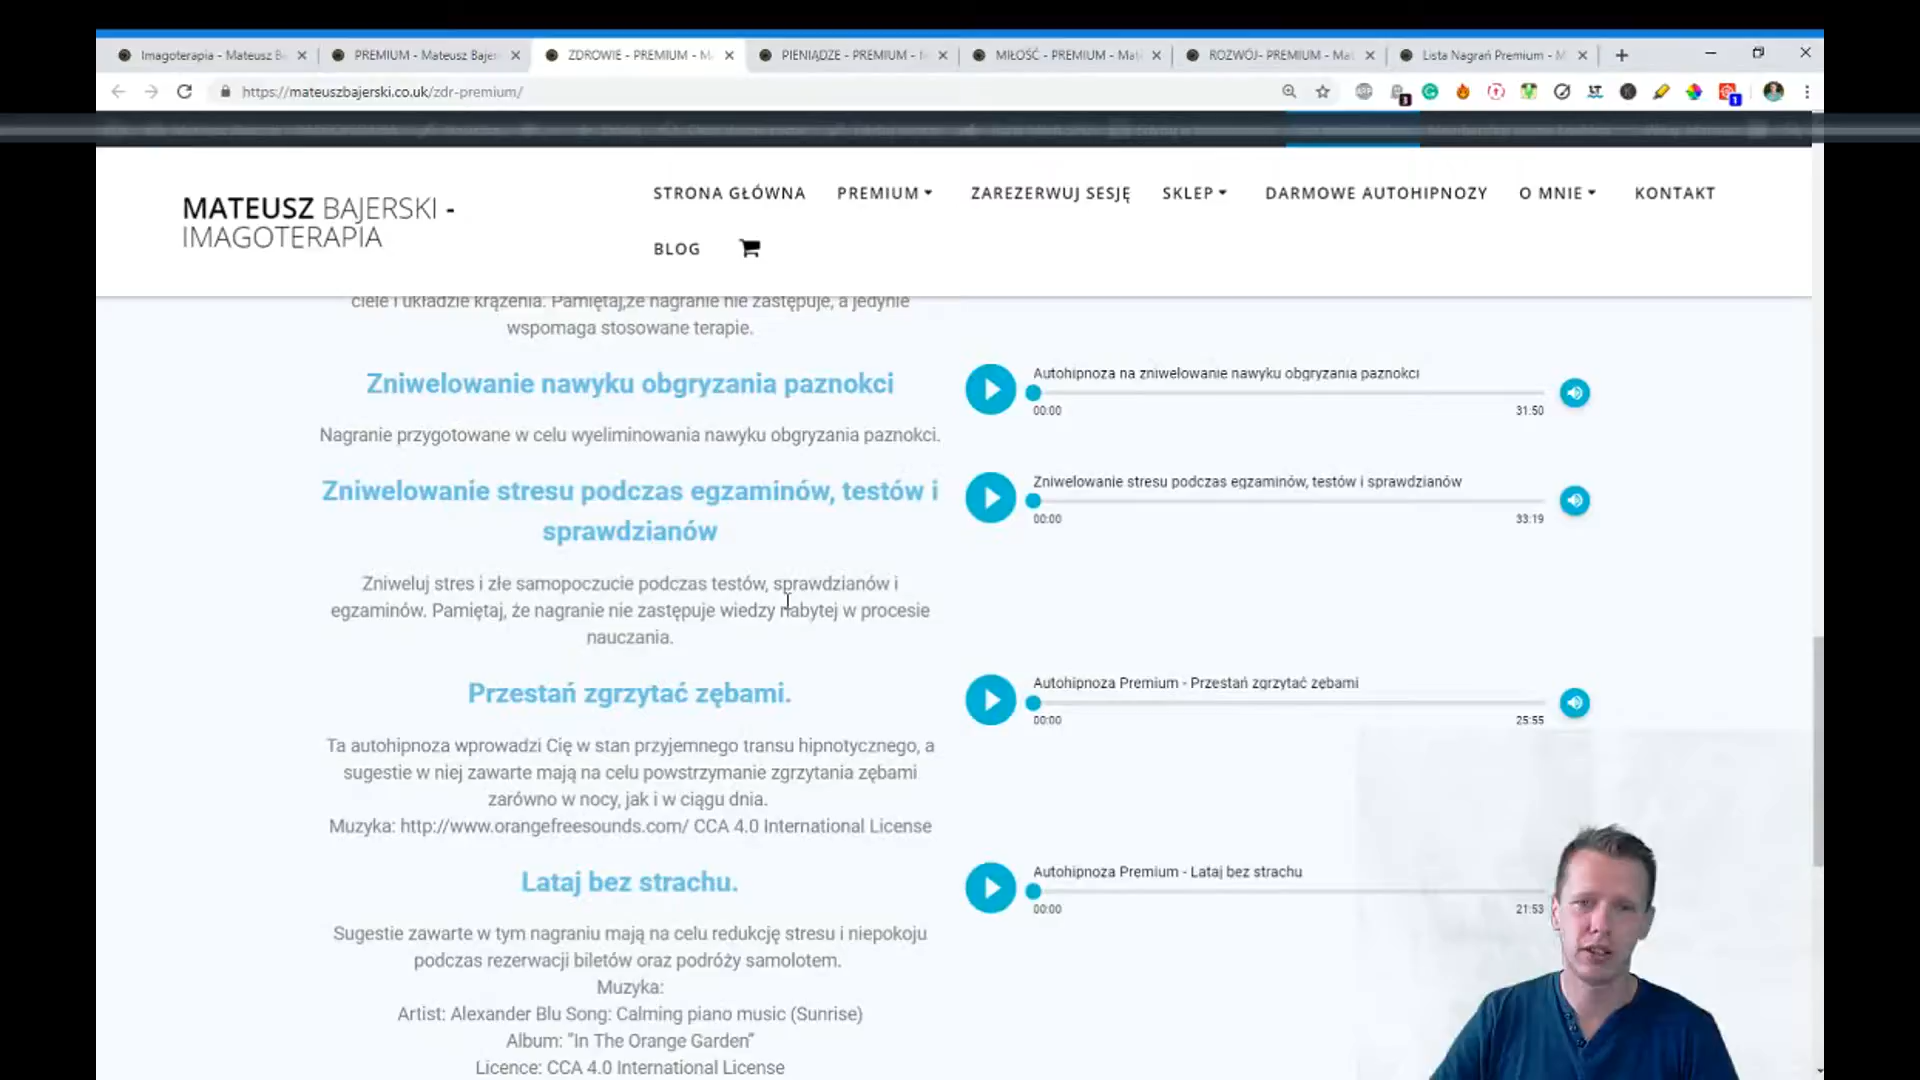 Imagoterapia - Mateusz B
PREMIUM - Mateusz Bajer
ZDROWIE - PREMIUM - M
PIENIĄDZE - PREMIUM -
MIŁOŚĆ - PREMIUM - Mat
ROZWÓJ- PREMIUM - Ma
Lista Nagrań Premium - M
https://mateuszbajerski.co.uk/zdr-premium/
MATEUSZ BAJERSKI -
IMAGOTERAPIA
STRONA GŁÓWNA
PREMIUM
ZAREZERWUJ SESJĘ
SKLEP
DARMOWE AUTOHIPNOZY
O MNIE
KONTAKT
BLOG
ciele i układzie krążenia. Pamiętaj,że nagranie nie zastępuje, a jedynie
wspomaga stosowane terapie.
Zniwelowanie nawyku obgryzania paznokci
Nagranie przygotowane w celu wyeliminowania nawyku obgryzania paznokci.
Autohipnoza na zniwelowanie nawyku obgryzania paznokci
00:00
31:50
Zniwelowanie stresu podczas egzaminów, testów i
sprawdzianów
Zniweluj stres i złe samopoczucie podczas testów, sprawdzianów i
egzaminów. Pamiętaj, że nagranie nie zastępuje wiedzy nabytej w procesie
nauczania.
Zniwelowanie stresu podczas egzaminów, testów i sprawdzianów
00:00
33:19
Przestań zgrzytać zębami.
Ta autohipnoza wprowadzi Cię w stan przyjemnego transu hipnotycznego, a
sugestie w niej zawarte mają na celu powstrzymanie zgrzytania zębami
zarówno w nocy, jak i w ciągu dnia.
Muzyka: http://www.orangefreesounds.com/ CCA 4.0 International License
Autohipnoza Premium - Przestań zgrzytać zębami
00:00
25:55
Lataj bez strachu.
Sugestie zawarte w tym nagraniu mają na celu redukcję stresu i niepokoju
podczas rezerwacji biletów oraz podróży samolotem.
Muzyka:
Artist: Alexander Blu Song: Calming piano music (Sunrise)
Album: "In The Orange Garden"
Licence: CCA 4.0 International License
Autohipnoza Premium - Lataj bez strachu
00:00
21:53